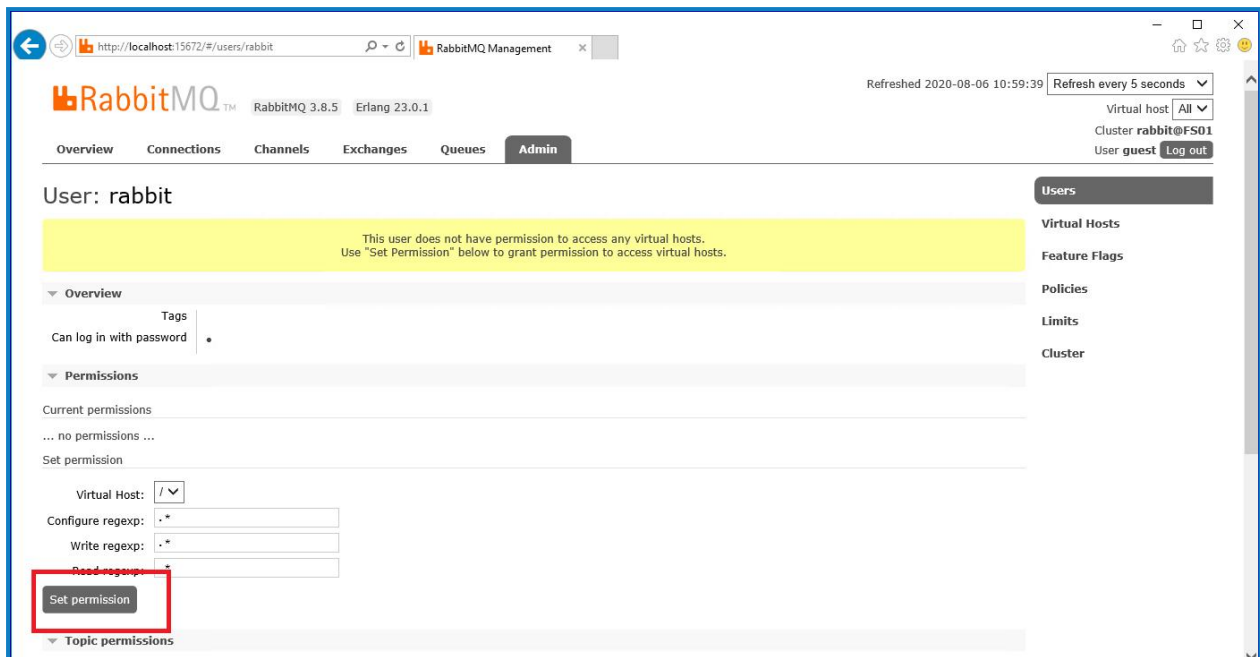 http://localhost:15672/#/users/rabbit
RabbitMQ Management
RabbitMQ TM
RabbitMQ 3.8.5
Erlang 23.0.1
Refreshed 2020-08-06 10:59:39
Refresh every 5 seconds
Virtual host All
Cluster rabbit@FS01
User guest Log out
Overview Connections Channels Exchanges Queues Admin
User: rabbit
Users
Virtual Hosts
Feature Flags
Policies
Limits
Cluster
This user does not have permission to access any virtual hosts.
Use "Set Permission" below to grant permission to access virtual hosts.
Overview
Tags
Can log in with password •
Permissions
Current permissions
... no permissions ...
Set permission
Virtual Host: /
Configure regexp: .*
Write regexp: .*
Read regexp: .*
Set permission
Topic permissions